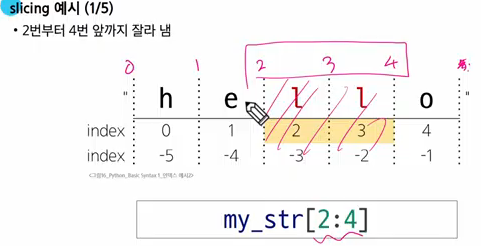 slicing 예시 (1/5)
• 2번부터 4번 앞까지 잘라 냄
0 1 2 3 4
" h e l l o "
index 0 1 2 3 4
index -5 -4 -3 -2 -1
my_str[2:4]